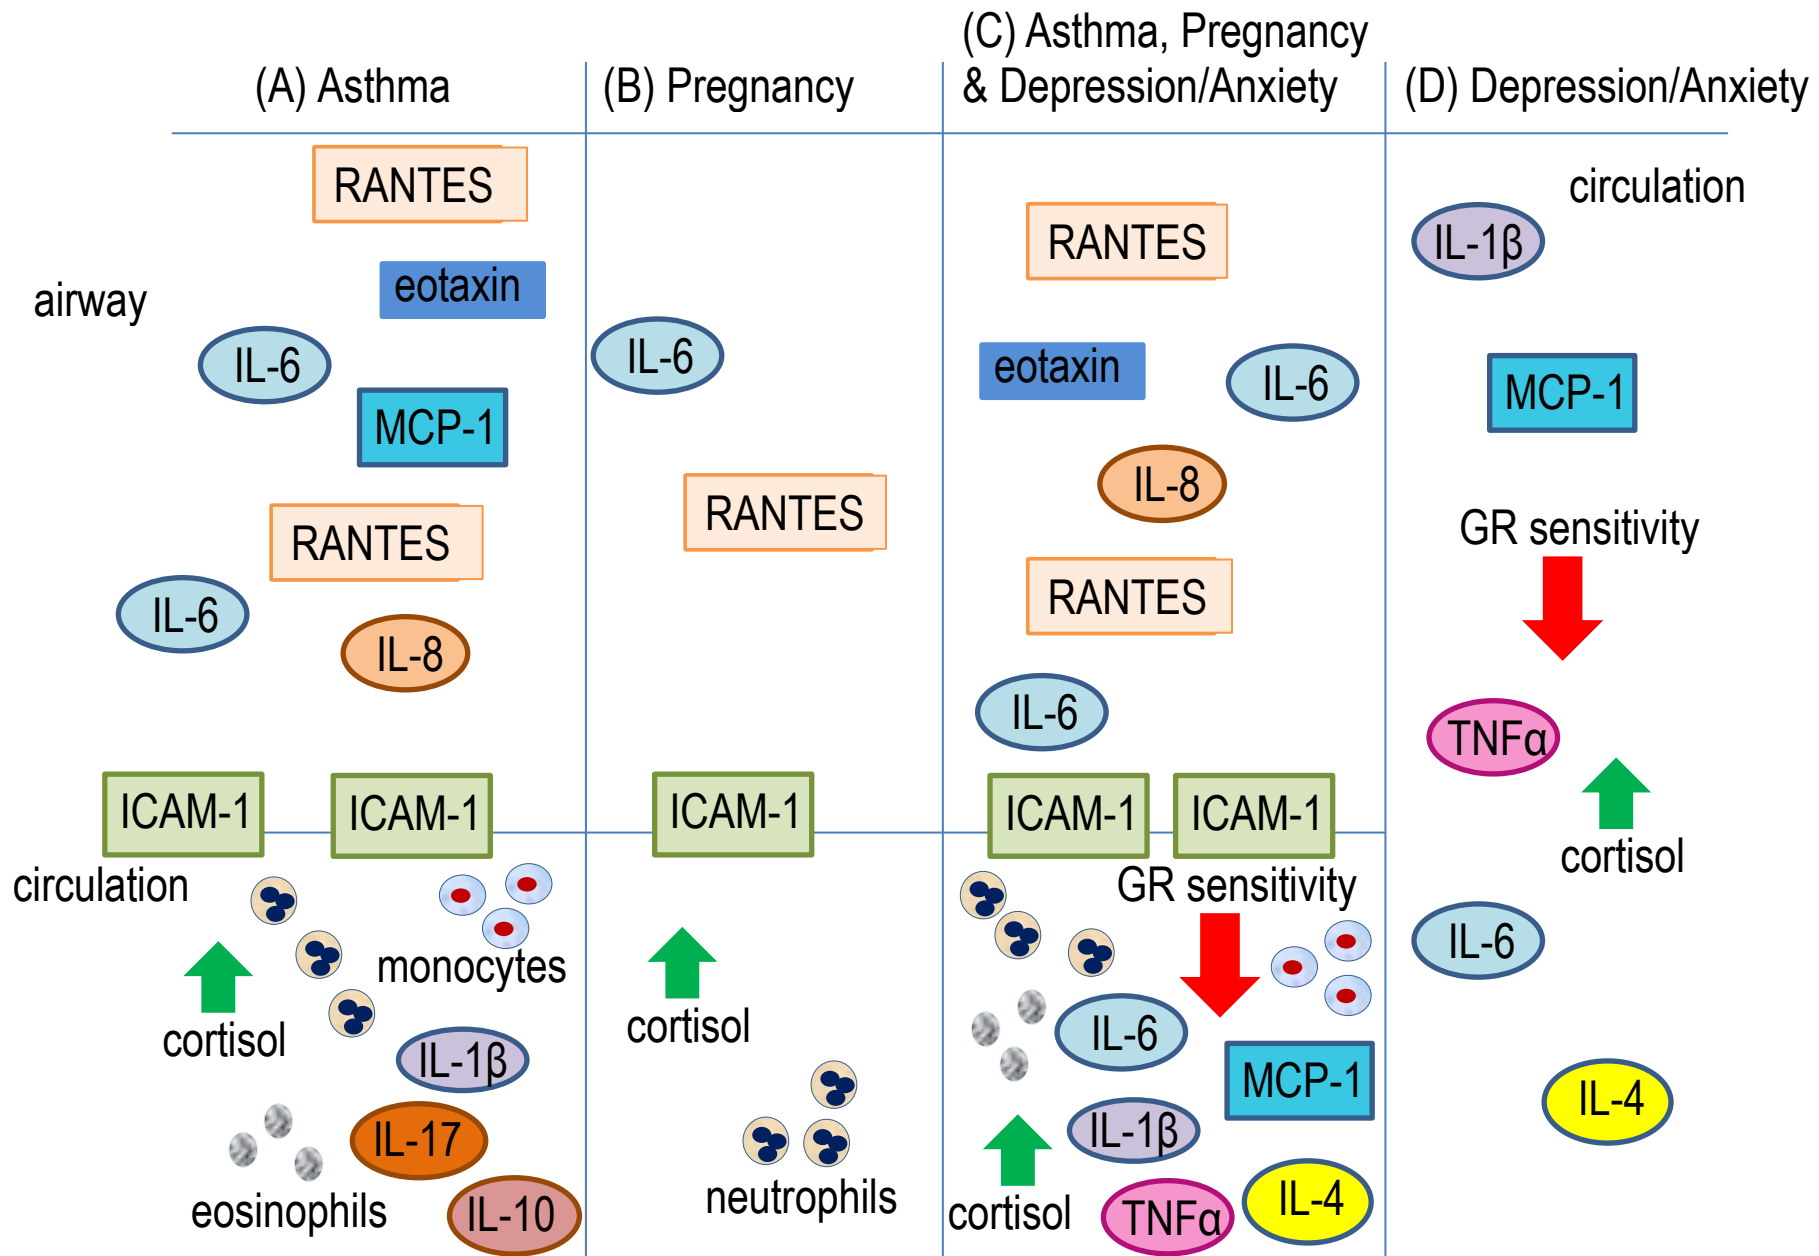 (A) Asthma
(B) Pregnancy
(C) Asthma, Pregnancy
& Depression/Anxiety
(D) Depression/Anxiety
airway
RANTES
eotaxin
IL-6
MCP-1
RANTES
IL-6
IL-8
ICAM-1
ICAM-1
circulation
monocytes
cortisol
IL-1β
IL-17
eosinophils
IL-10
IL-6
RANTES
ICAM-1
cortisol
neutrophils
RANTES
eotaxin
IL-6
IL-8
RANTES
IL-6
ICAM-1
ICAM-1
GR sensitivity
IL-6
MCP-1
IL-1β
cortisol
TNFα
IL-4
circulation
IL-1β
MCP-1
GR sensitivity
TNFα
cortisol
IL-6
IL-4